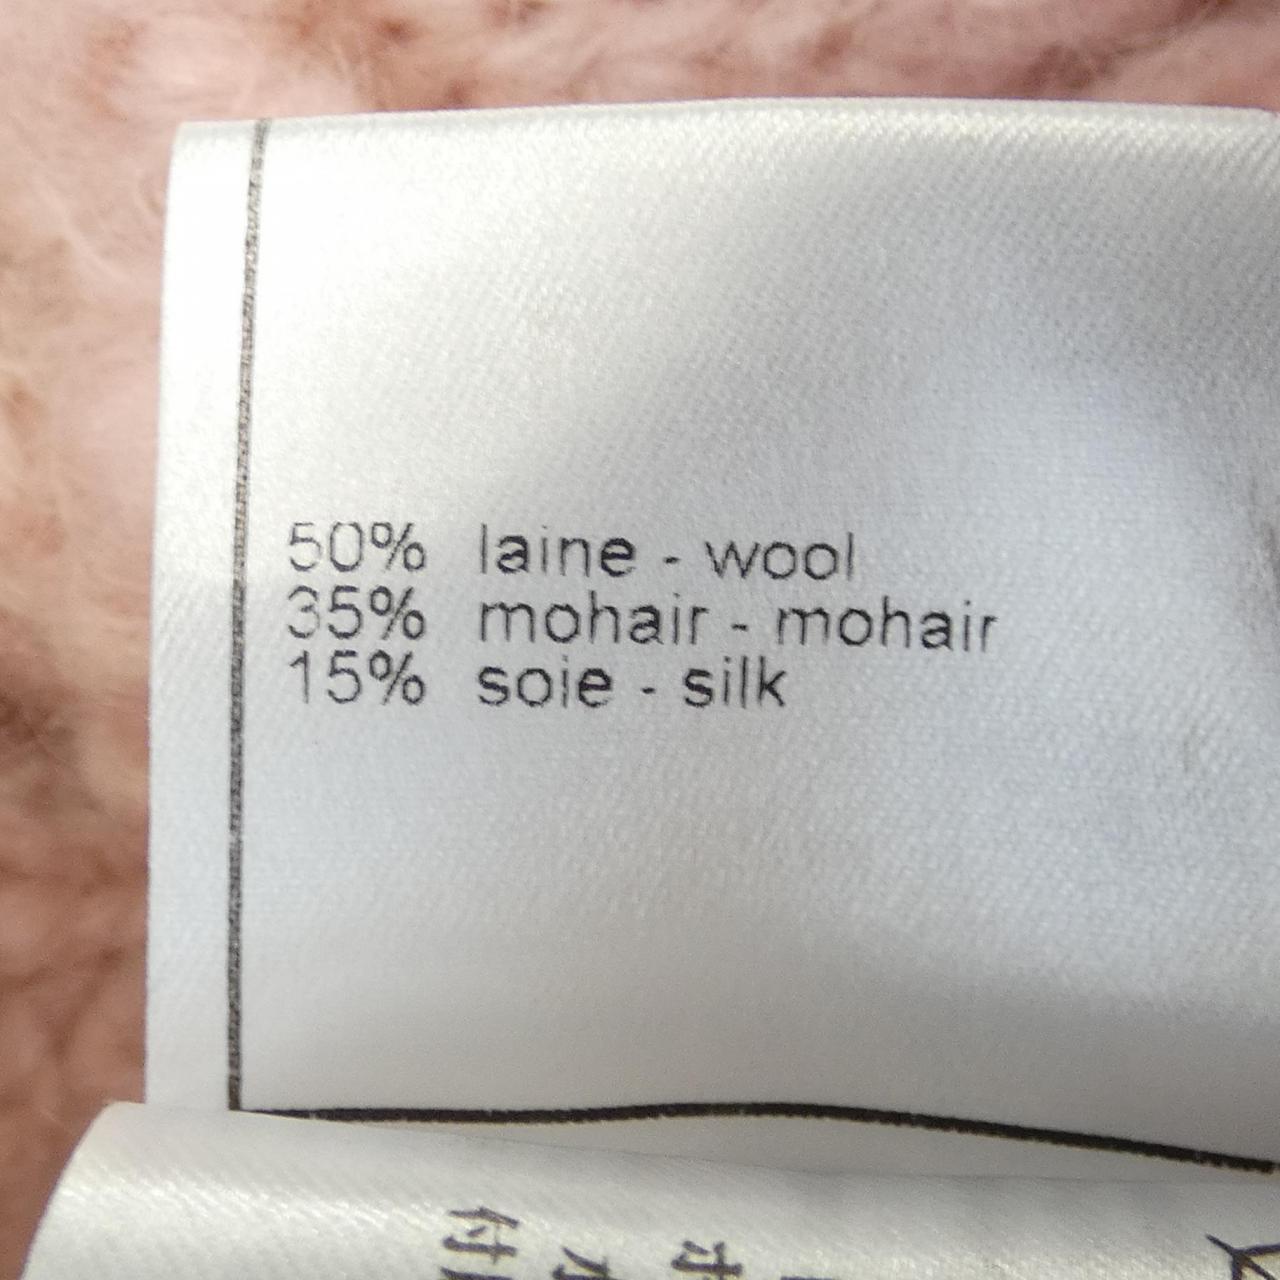 50% laine - wool
35% mohair - mohair
15% soie - silk